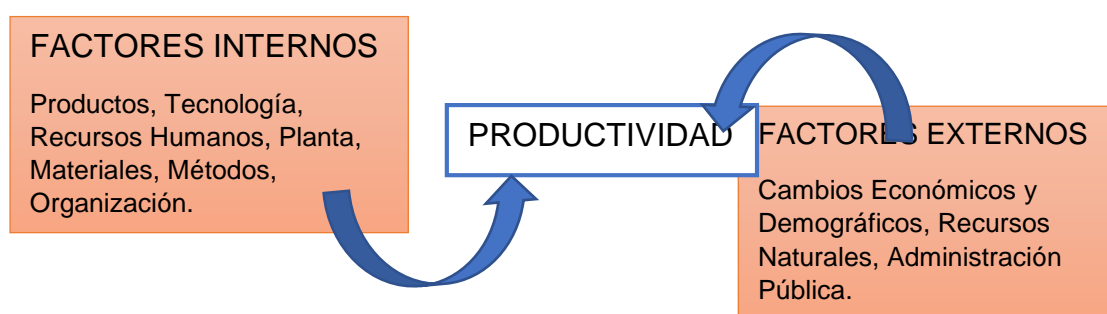 FACTORES INTERNOS
Productos, Tecnología,
Recursos Humanos, Planta,
Materiales, Métodos,
Organización.
PRODUCTIVIDAD
FACTORES EXTERNOS
Cambios Económicos y
Demográficos, Recursos
Naturales, Administración
Pública.